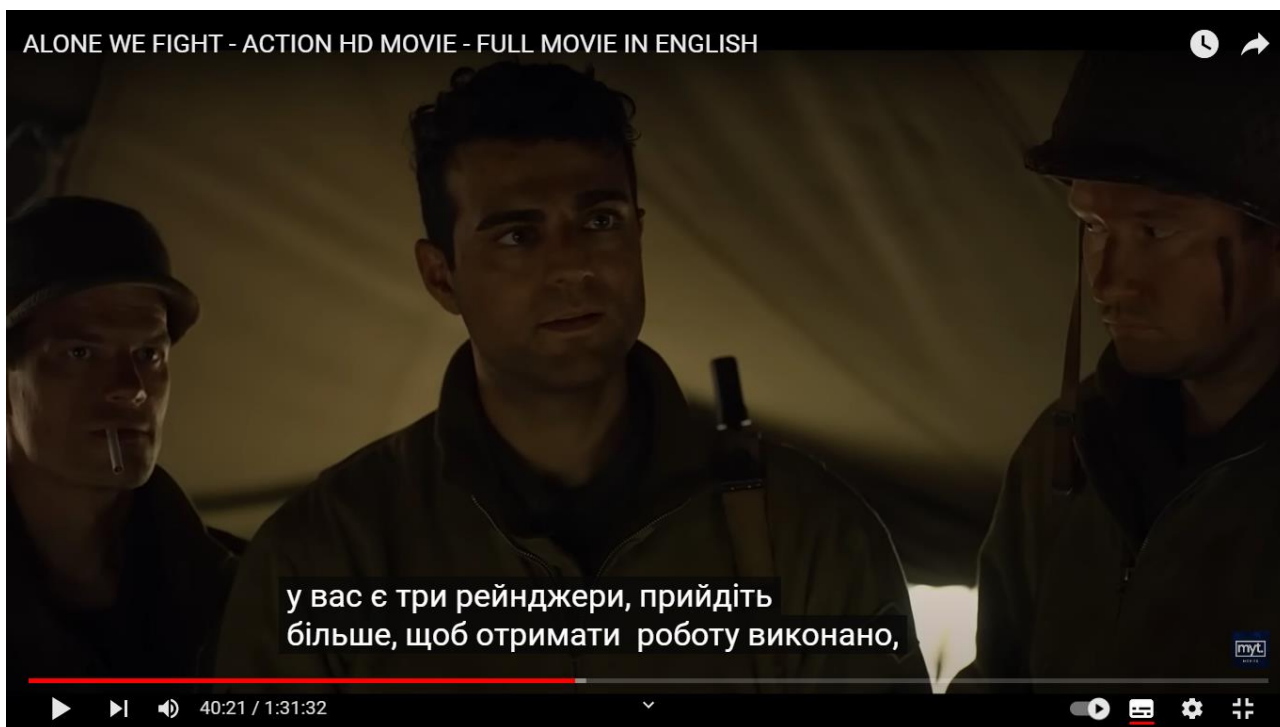 ALONE WE FIGHT - ACTION HD MOVIE - FULL MOVIE IN ENGLISH
у вас є три рейнджери, прийдіть
більше, щоб отримати  роботу виконано,
myt.
40:21 / 1:31:32